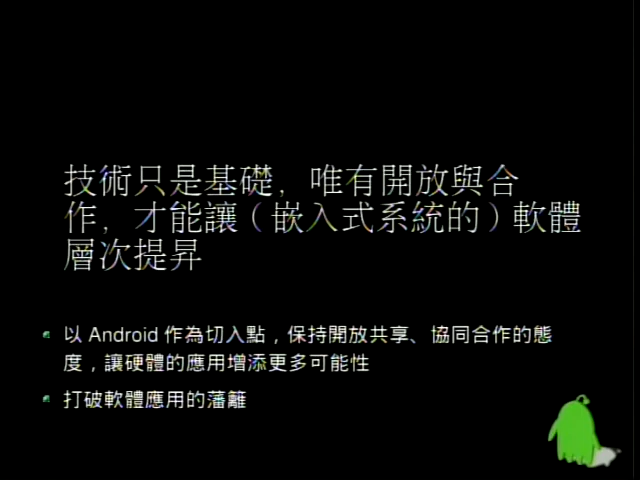 技術只是基礎，唯有開放與合
作，才能讓（嵌入式系統的）軟體
層次提昇
以 Android 作為切入點，保持開放共享、協同合作的態
度，讓硬體的應用增添更多可能性
打破軟體應用的藩籬